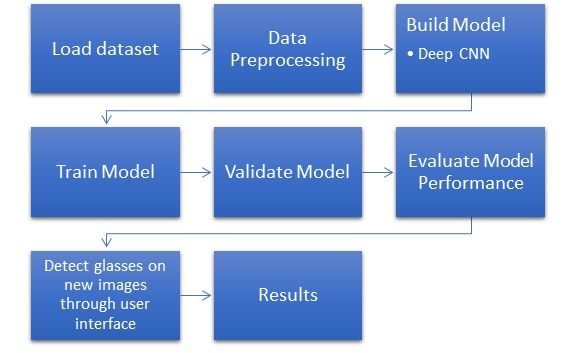 Load dataset
Data
Preprocessing
Build Model
• Deep CNN
Train Model
Validate Model
Evaluate Model
Performance
Detect glasses on
new images
through user
interface
Results